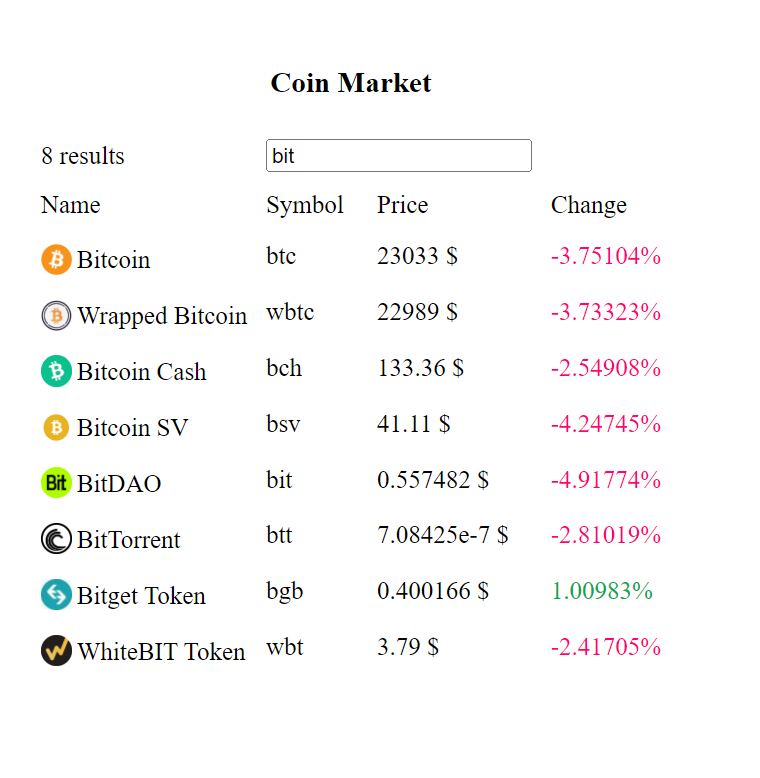 Coin Market
8 results bit
Name Symbol Price Change
Bitcoin btc 23033 $ -3.75104%
Wrapped Bitcoin wbtc 22989 $ -3.73323%
Bitcoin Cash bch 133.36 $ -2.54908%
Bitcoin SV bsv 41.11 $ -4.24745%
Bit BitDAO bit 0.557482 $ -4.91774%
BitTorrent btt 7.08425e-7 $ -2.81019%
Bitget Token bgb 0.400166 $ 1.00983%
WhiteBIT Token wbt 3.79 $ -2.41705%